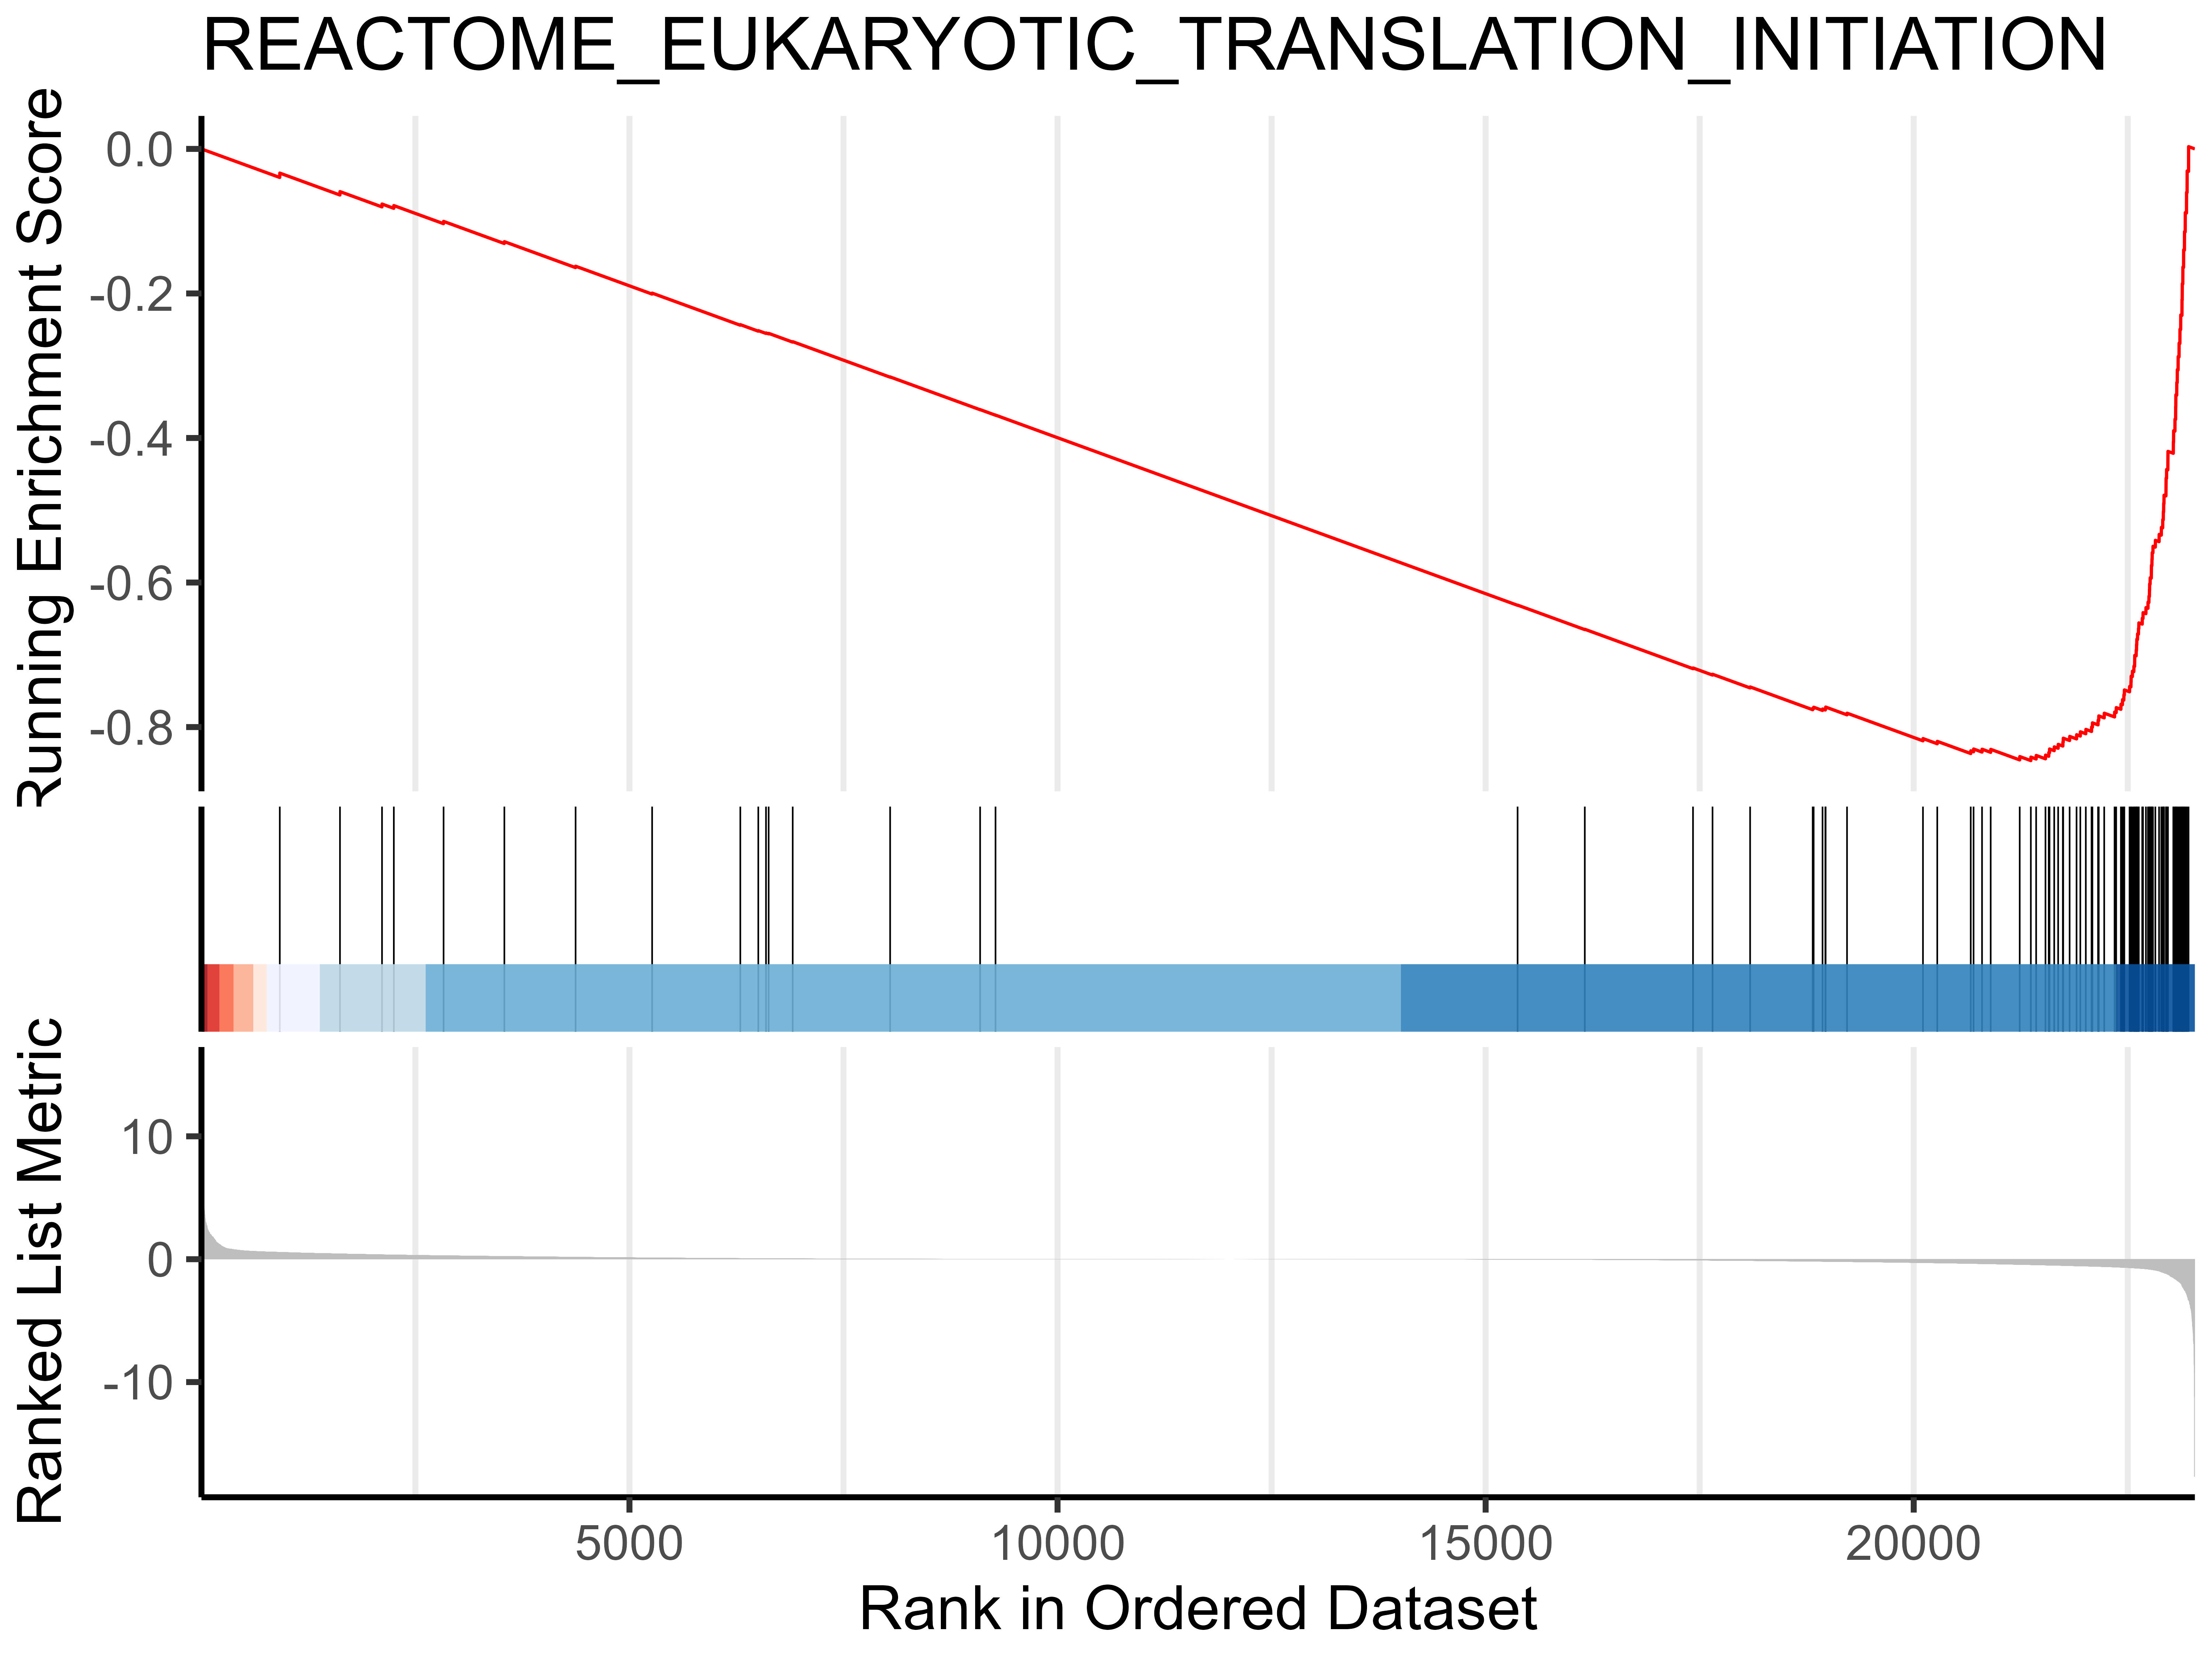 REACTOME_EUKARYOTIC_TRANSLATION_INITIATION
Running Enrichment Score
0.0
-0.2
-0.4
-0.6
-0.8
Ranked List Metric
10
0
-10
5000 10000 15000 20000
Rank in Ordered Dataset